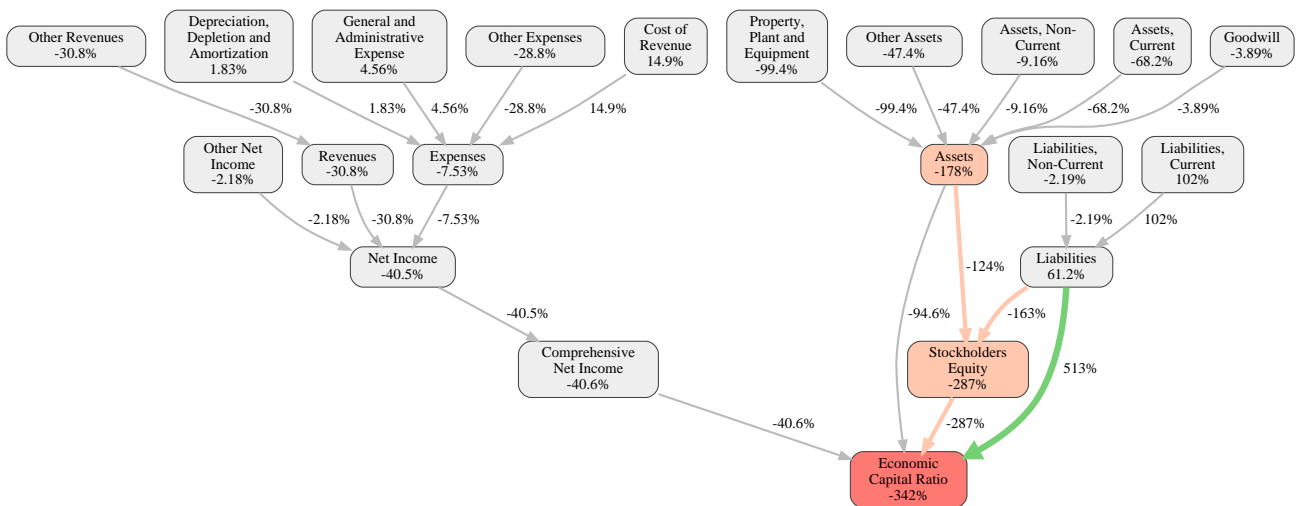 Other Revenues
-30.8%
Depreciation,
Depletion and
Amortization
1.83%
General and
Administrative
Expense
4.56%
Other Expenses
-28.8%
Cost of
Revenue
14.9%
Property,
Plant and
Equipment
-99.4%
Other Assets
-47.4%
Assets, Non-
Current
-9.16%
Assets,
Current
-68.2%
Goodwill
-3.89%
-30.8%
1.83%
4.56%
-28.8%
14.9%
-99.4%
-47.4%
-9.16%
-68.2%
-3.89%
Other Net
Income
-2.18%
Revenues
-30.8%
Expenses
-7.53%
Assets
-178%
Liabilities,
Non-Current
-2.19%
Liabilities,
Current
102%
-2.18%
-30.8%
-7.53%
-2.19%
102%
Net Income
-40.5%
-124%
Liabilities
61.2%
-40.5%
-94.6%
-163%
Comprehensive
Net Income
-40.6%
Stockholders
Equity
-287%
513%
-40.6%
-287%
Economic
Capital Ratio
-342%